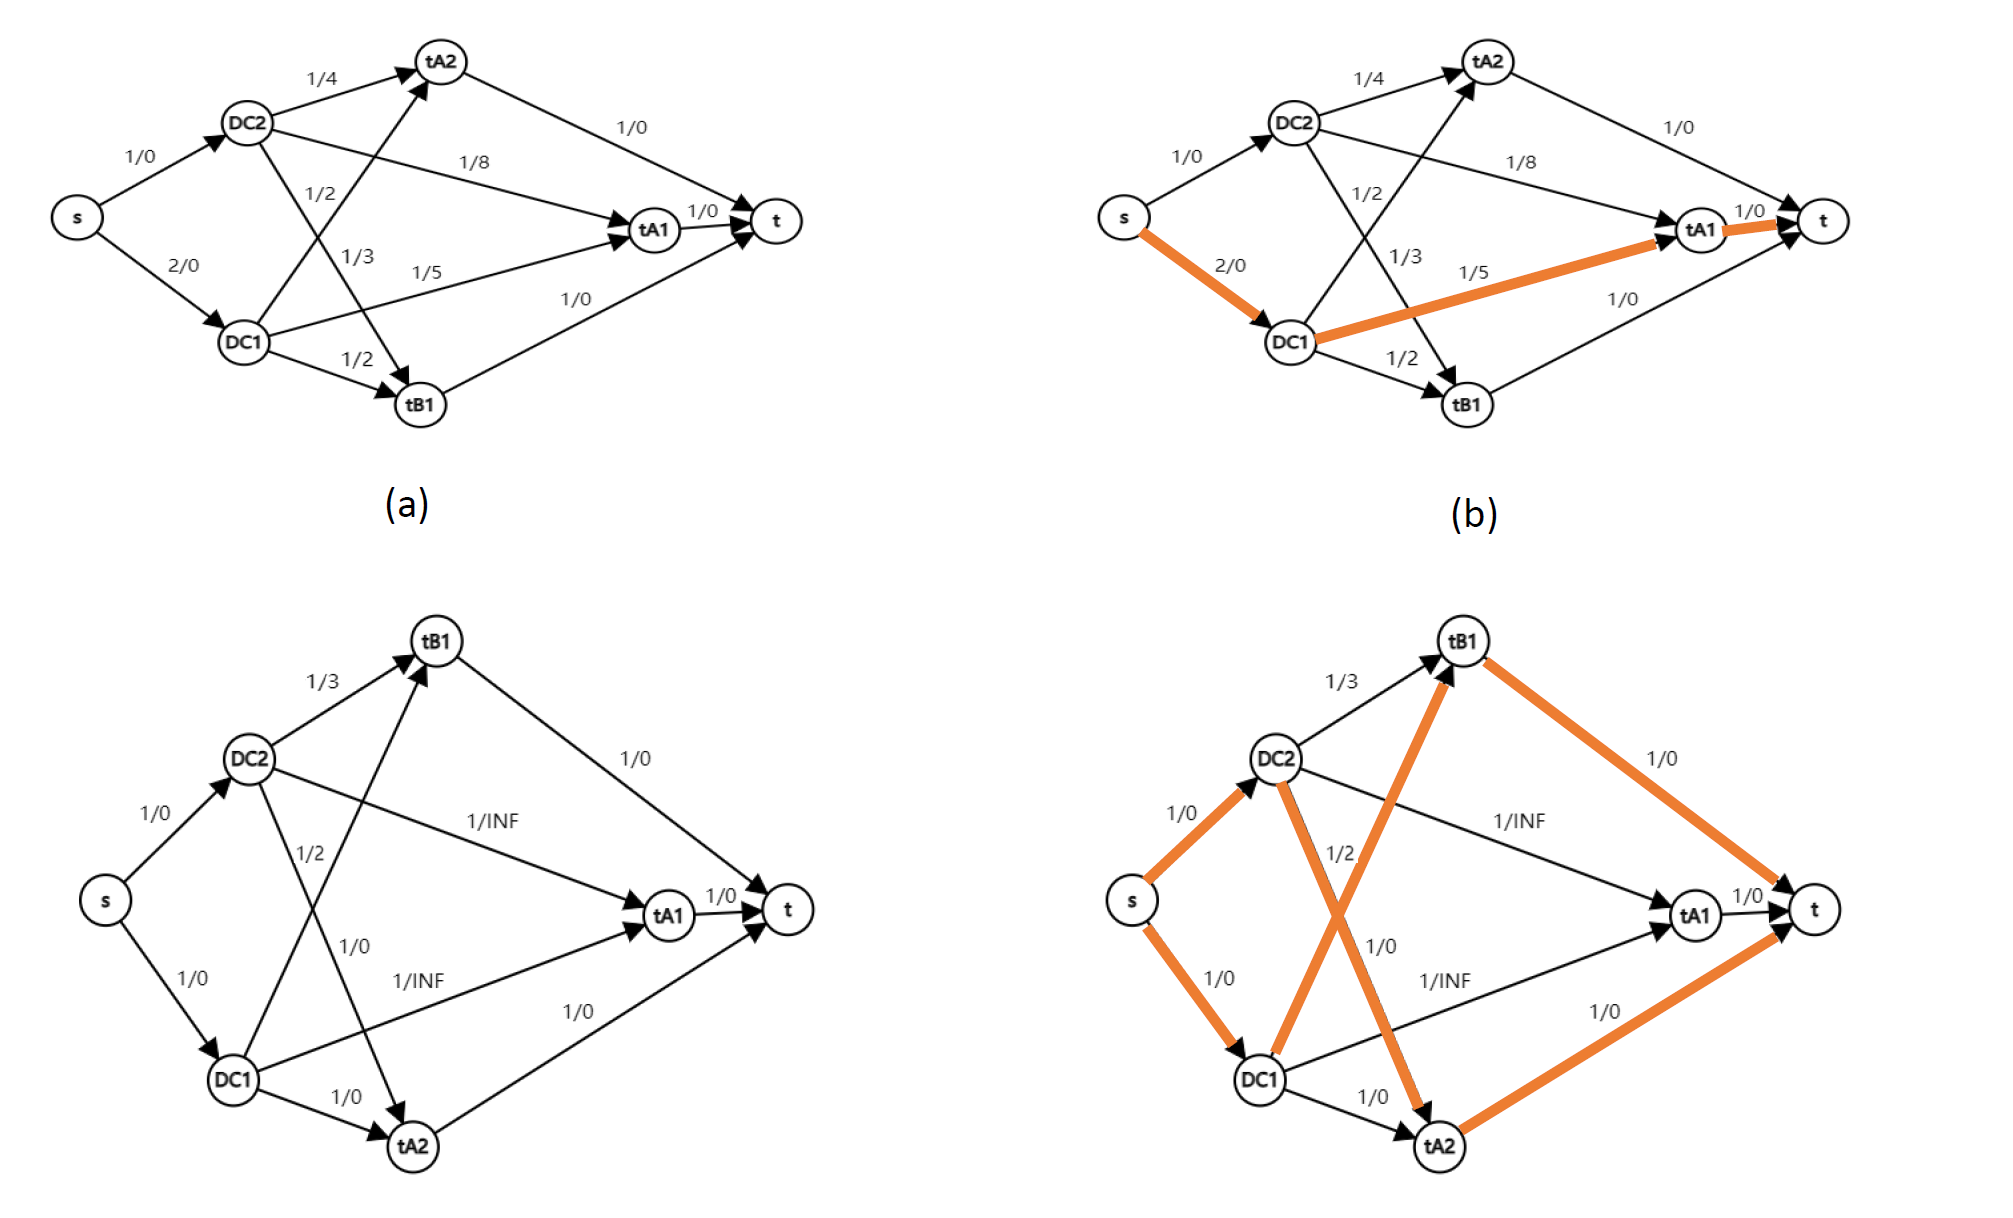 tA2
1/4
DC2
1/0
1/0
1/8
1/2
s
tA1
1/0
t
2/0
1/3
1/5
1/0
DC1
1/2
tB1
(a)
tA2
1/4
DC2
1/0
1/0
1/8
1/2
s
tA1
1/0
t
2/0
1/3
1/5
1/0
DC1
1/2
tB1
(b)
tB1
1/3
DC2
1/0
1/0
1/INF
1/2
s
tA1
1/0
t
1/0
1/0
1/INF
1/0
DC1
1/0
tA2
tB1
1/3
DC2
1/0
1/0
1/INF
1/2
s
tA1
1/0
t
1/0
1/0
1/INF
1/0
DC1
1/0
tA2